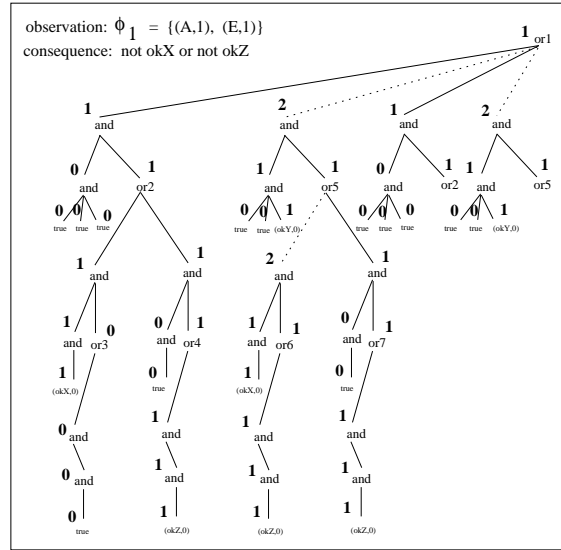 observation: ϕ1 = {(A,1), (E,1)}
consequence: not okX or not okZ
1 or1
1 2 1 2
and and and and
0 1 1 1 0 1 1 1
and or2 and or5 and or2 and or5
0 0 0 0 0 1 0 0 0 0 0 1
true true true true true (okY,0) true true true true true (okY,0)
1 1 2 1
and and and and
1 0 0 1 1 1 0 1
and or3 and or4 and or6 and or7
1 0 1 0
(okX,0) true (okX,0) true
0 1 1 1
and and and and
0 1 1 1
and and and and
0 1 1 1
true (okZ,0) (okZ,0) (okZ,0)